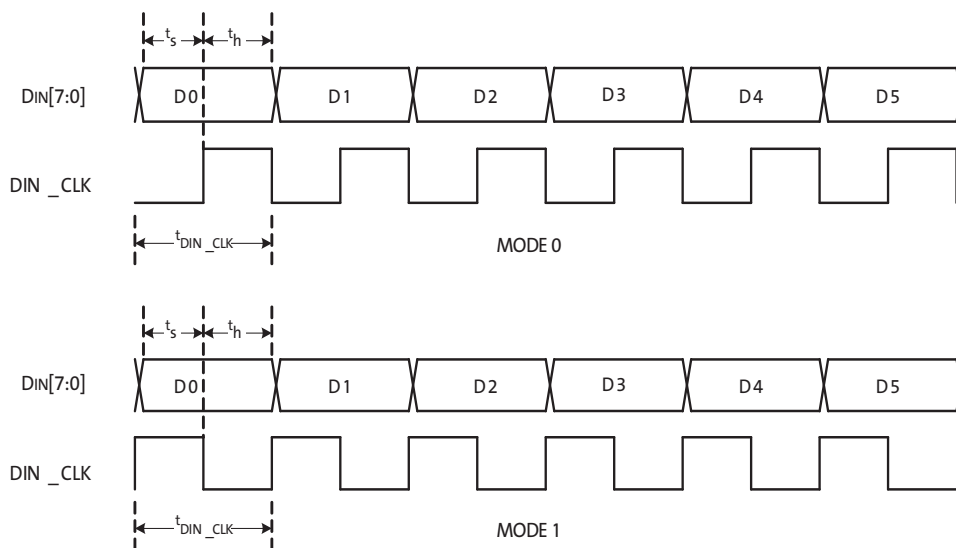 ts th
DIN[7:0] D0 D1 D2 D3 D4 D5
DIN _CLK
tDIN _CLK
MODE 0
ts th
DIN[7:0] D0 D1 D2 D3 D4 D5
DIN _CLK
tDIN _CLK
MODE 1